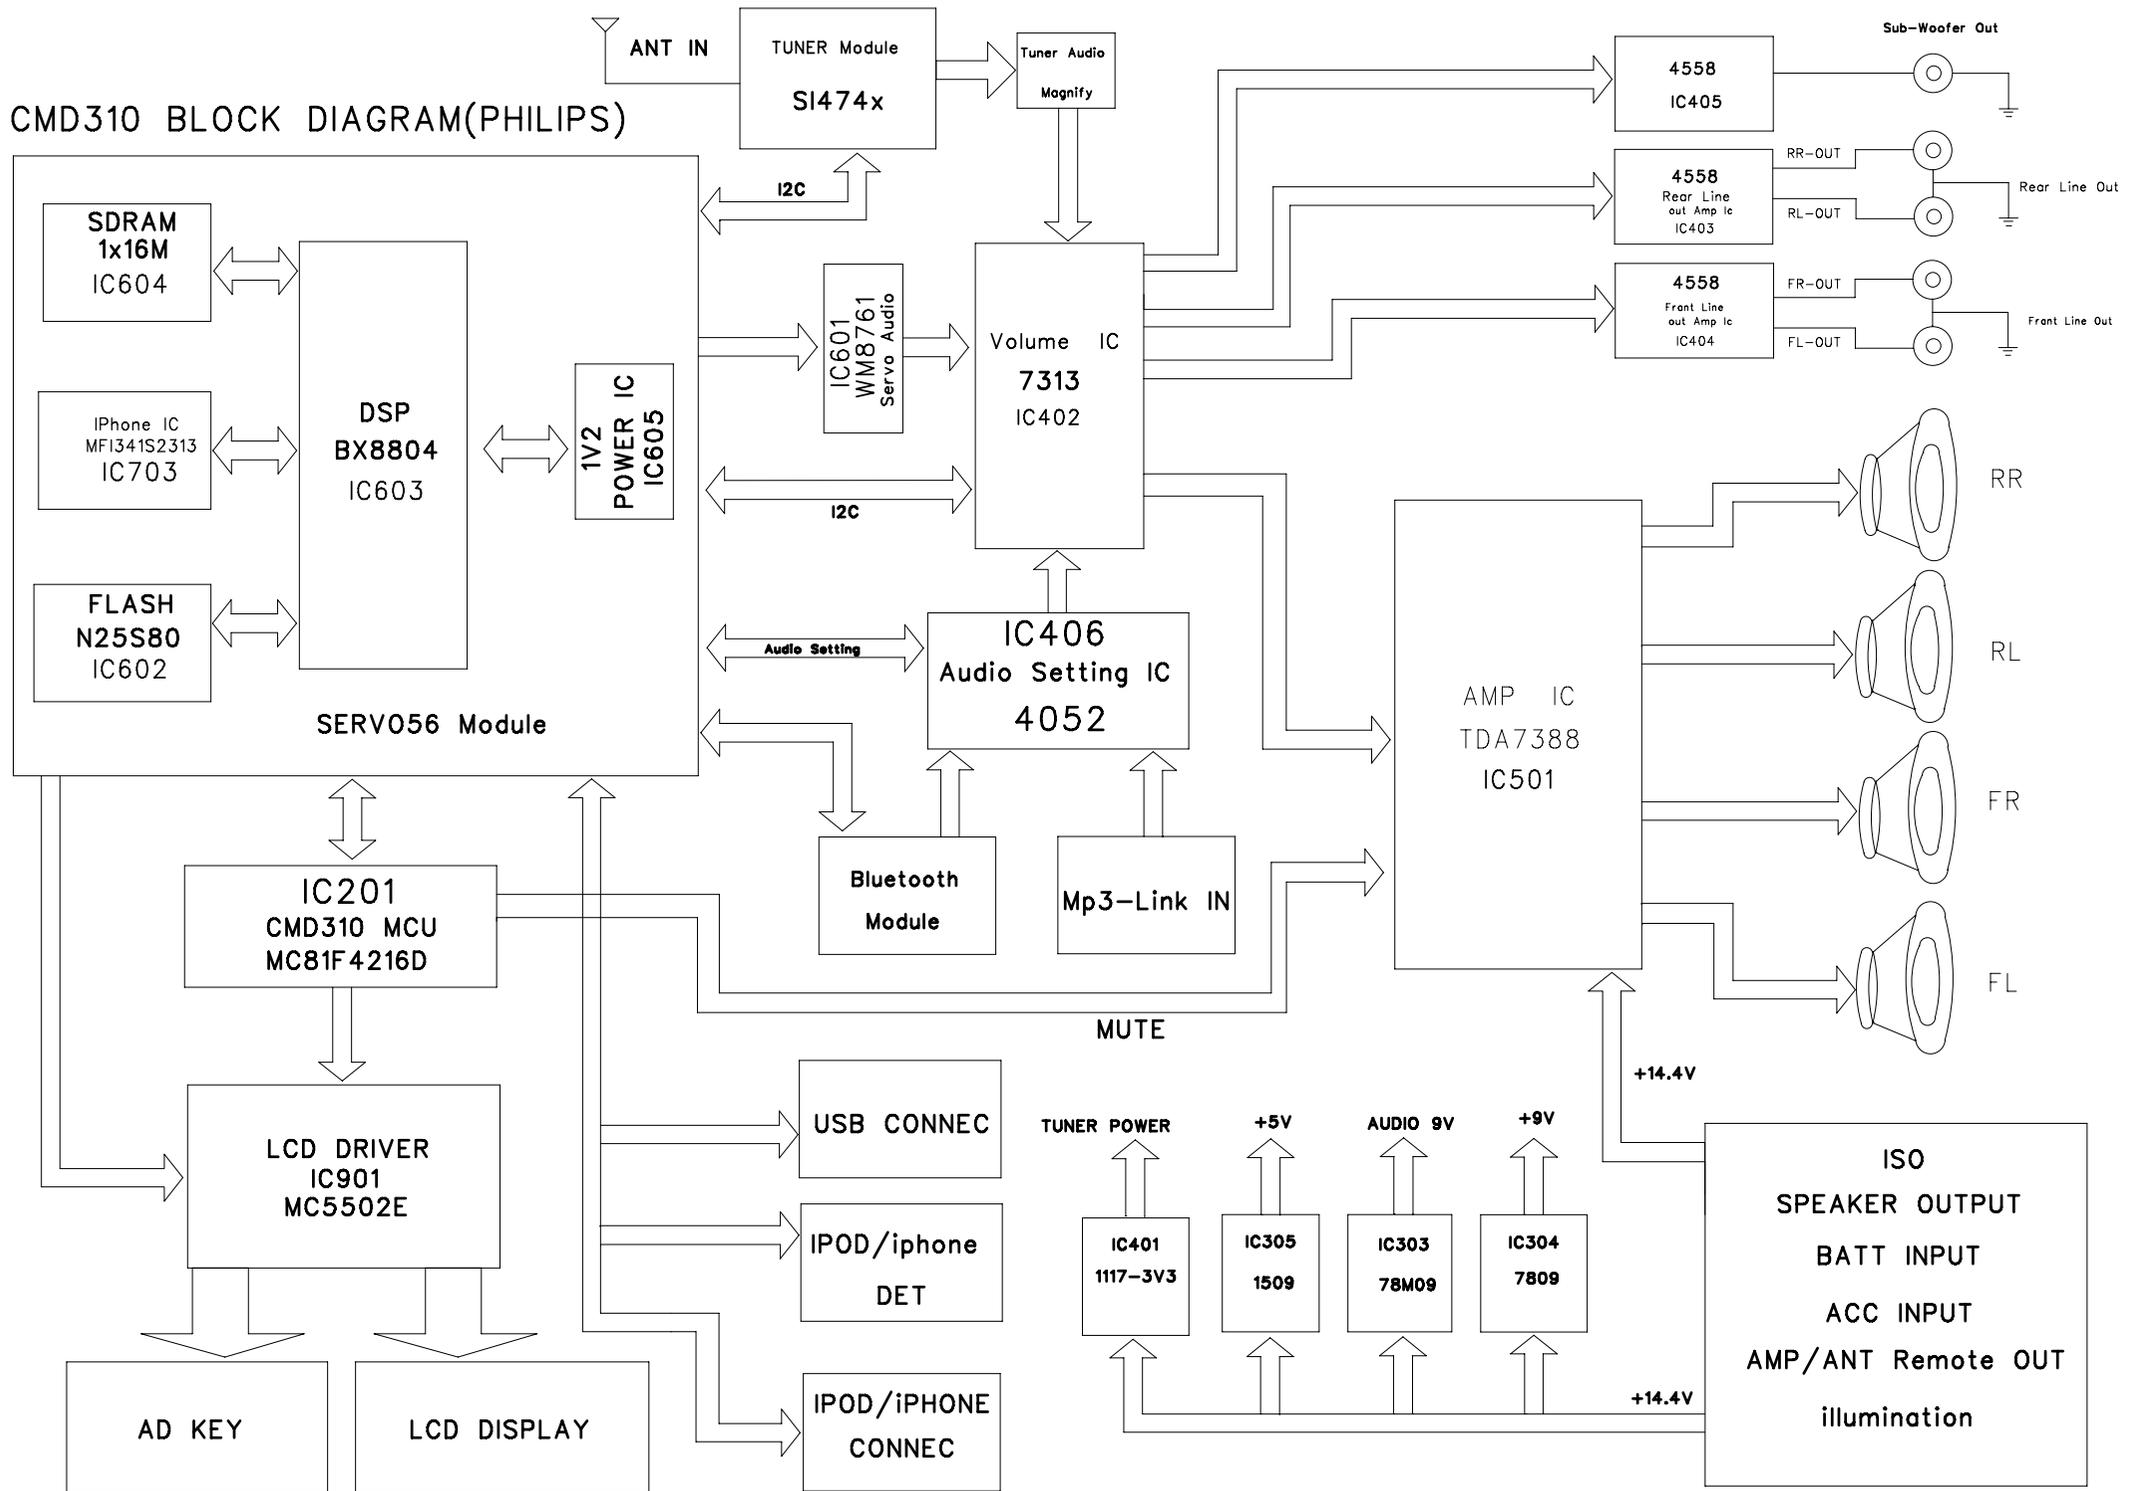 CMD310 BLOCK DIAGRAM(PHILIPS)
ANT IN
TUNER Module
SI474x
Tuner Audio
Magnify
I2C
SDRAM
1x16M
IC604
IPhone IC
MFI341S2313
IC703
FLASH
N25S80
IC602
DSP
BX8804
IC603
1V2
POWER IC
IC605
SERVO56 Module
IC601
WM8761
Servo Audio
Volume IC
7313
IC402
I2C
Audio Setting
IC406
Audio Setting IC
4052
Bluetooth
Module
Mp3-Link IN
4558
IC405
Sub-Woofer Out
4558
Rear Line
out Amp Ic
IC403
RR-OUT
RL-OUT
Rear Line Out
4558
Frant Line
out Amp Ic
IC404
FR-OUT
FL-OUT
Frant Line Out
AMP IC
TDA7388
IC501
RR
RL
FR
FL
IC201
CMD310 MCU
MC81F4216D
MUTE
LCD DRIVER
IC901
MC5502E
AD KEY
LCD DISPLAY
USB CONNEC
IPOD/iphone
DET
IPOD/iPHONE
CONNEC
TUNER POWER
IC401
1117-3V3
+5V
IC305
1509
AUDIO 9V
IC303
78M09
+9V
IC304
7809
+14.4V
+14.4V
ISO
SPEAKER OUTPUT
BATT INPUT
ACC INPUT
AMP/ANT Remote OUT
illumination